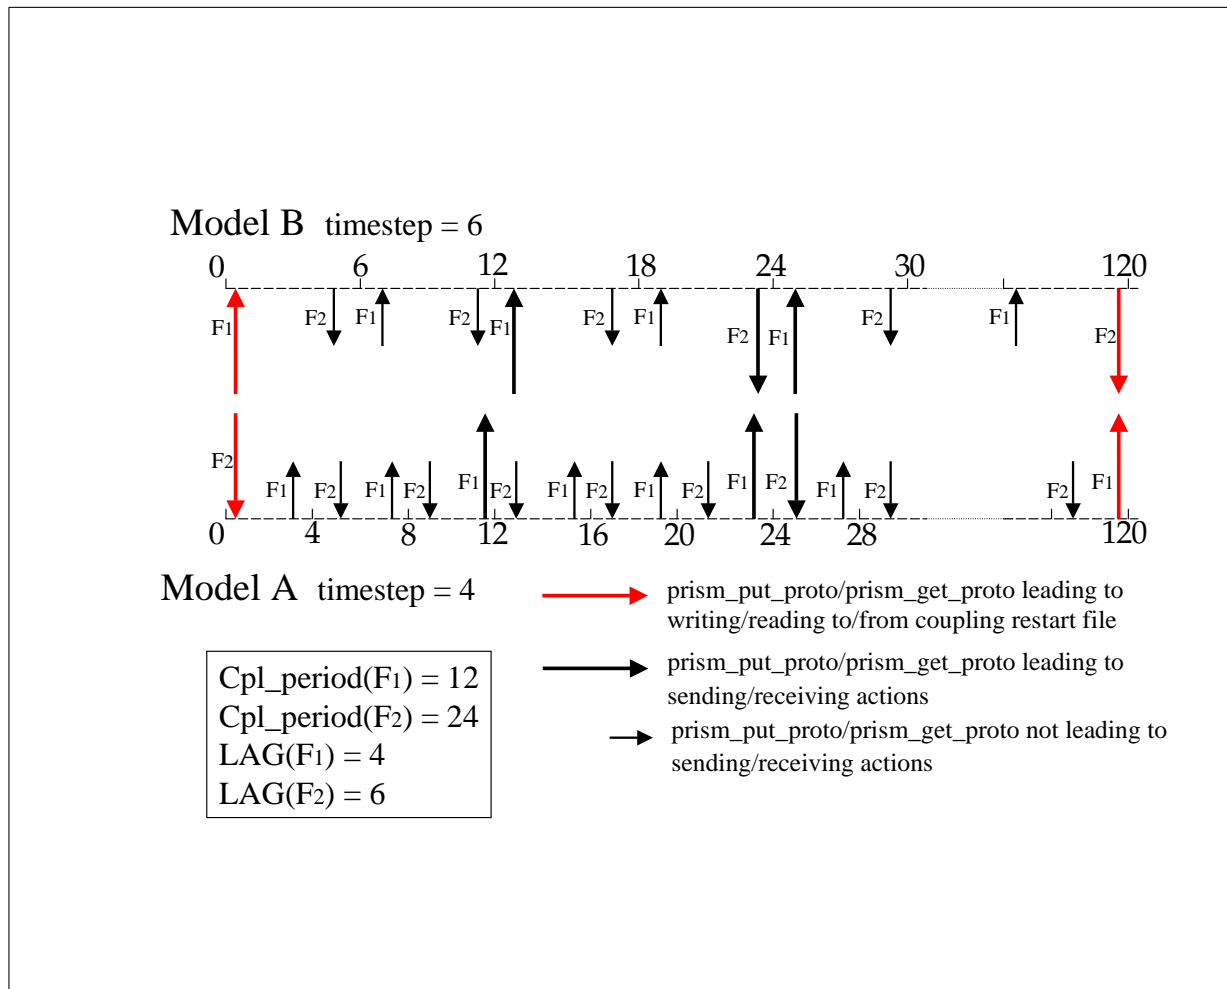 Model B timestep = 6
0 6 12 18 24 30 120
F1 F2 F1 F2 F1 F2 F1 F2 F1 F2 F1 F2
F2 F1 F2 F1 F2 F1 F2 F1 F2 F1 F2 F1 F2 F1 F2 F2 F1
0 4 8 12 16 20 24 28 120
Model A timestep = 4
prism_put_proto/prism_get_proto leading to
writing/reading to/from coupling restart file
prism_put_proto/prism_get_proto leading to
sending/receiving actions
prism_put_proto/prism_get_proto not leading to
sending/receiving actions
Cpl_period(F1) = 12
Cpl_period(F2) = 24
LAG(F1) = 4
LAG(F2) = 6